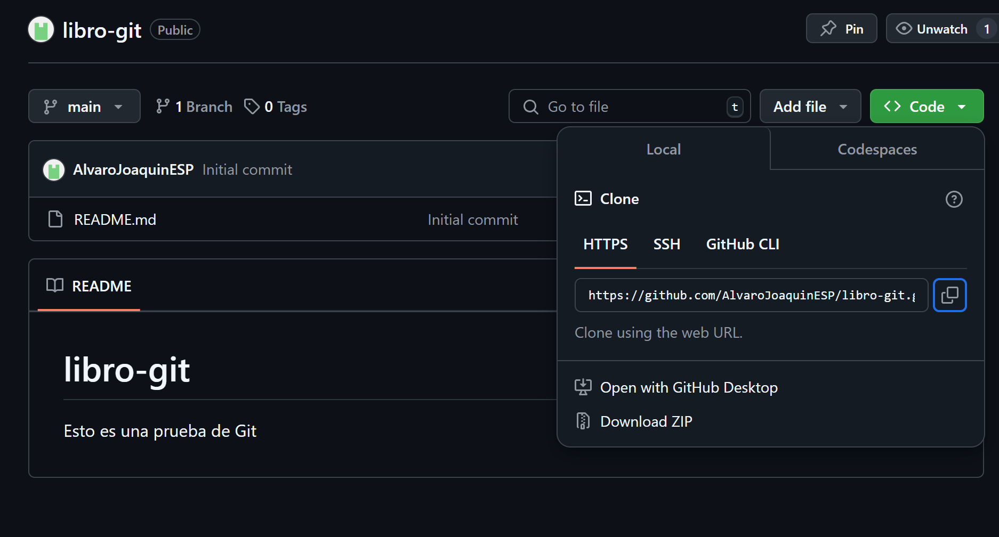 libro-git Public Pin Unwatch 1
main 1 Branch 0 Tags Go to file t Add file Code
Local Codespaces
AlvaroJoaquinESP Initial commit
Clone
README.md Initial commit
HTTPS SSH GitHub CLI
README
https://github.com/AlvaroJoaquinESP/libro-git.g
Clone using the web URL.
libro-git
Open with GitHub Desktop
Download ZIP
Esto es una prueba de Git